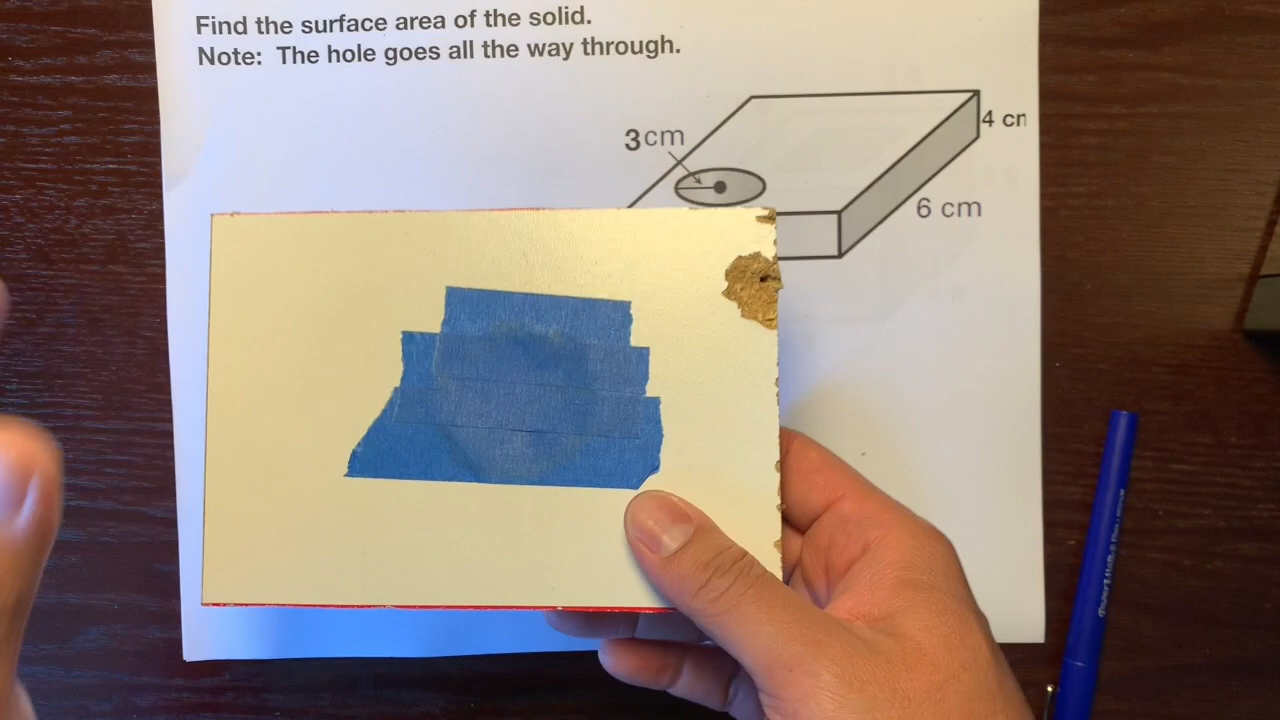 Find the surface area of the solid.
Note: The hole goes all the way through.
3cm
4 cm
6 cm